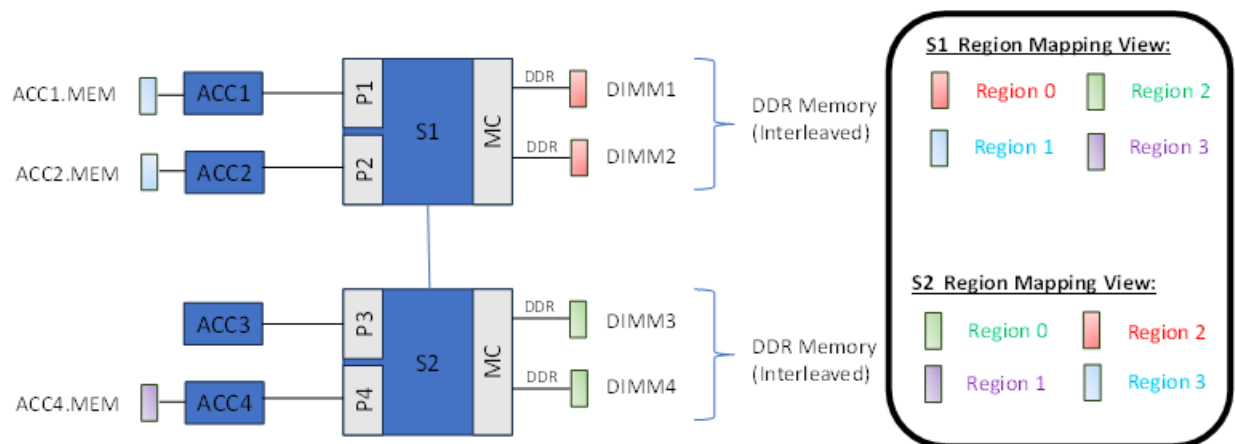 S1 Region Mapping View:
Region 0
Region 2
Region 1
Region 3
ACC1.MEM
ACC1
P1
S1
MC
DDR
DIMM1
DDR Memory
(Interleaved)
ACC2.MEM
ACC2
P2
DDR
DIMM2
S2 Region Mapping View:
Region 0
Region 2
Region 1
Region 3
ACC3
P3
S2
MC
DDR
DIMM3
DDR Memory
(Interleaved)
ACC4.MEM
ACC4
P4
DDR
DIMM4